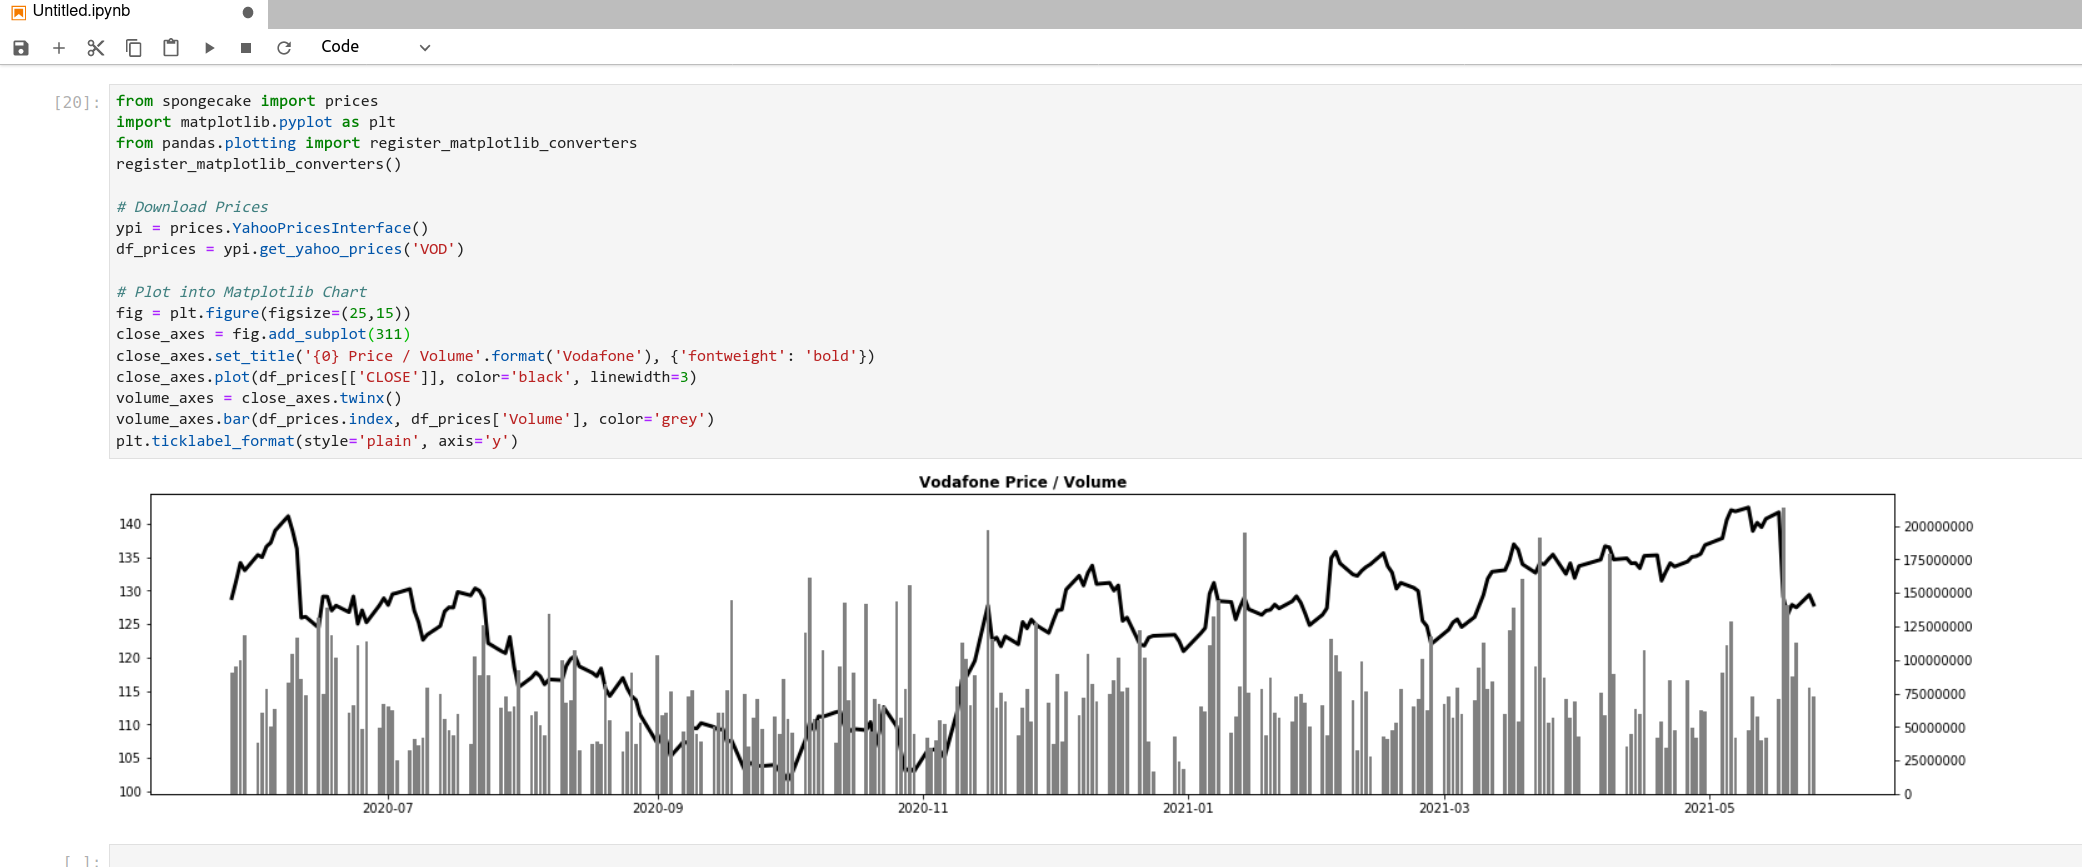 Untitled.ipynb
Code
[20]:
from spongecake import prices
import matplotlib.pyplot as plt
from pandas.plotting import register_matplotlib_converters
register_matplotlib_converters()
# Download Prices
ypi = prices.YahooPricesInterface()
df_prices = ypi.get_yahoo_prices('VOD')
# Plot into Matplotlib Chart
fig = plt.figure(figsize=(25,15))
close_axes = fig.add_subplot(311)
close_axes.set_title('{0} Price / Volume'.format('Vodafone'), {'fontweight': 'bold'})
close_axes.plot(df_prices[['CLOSE']], color='black', linewidth=3)
volume_axes = close_axes.twinx()
volume_axes.bar(df_prices.index, df_prices['Volume'], color='grey')
plt.ticklabel_format(style='plain', axis='y')
Vodafone Price / Volume
140
135
130
125
120
115
110
105
100
200000000
175000000
150000000
125000000
100000000
75000000
50000000
25000000
0
2020-07 2020-09 2020-11 2021-01 2021-03 2021-05
[ ]: